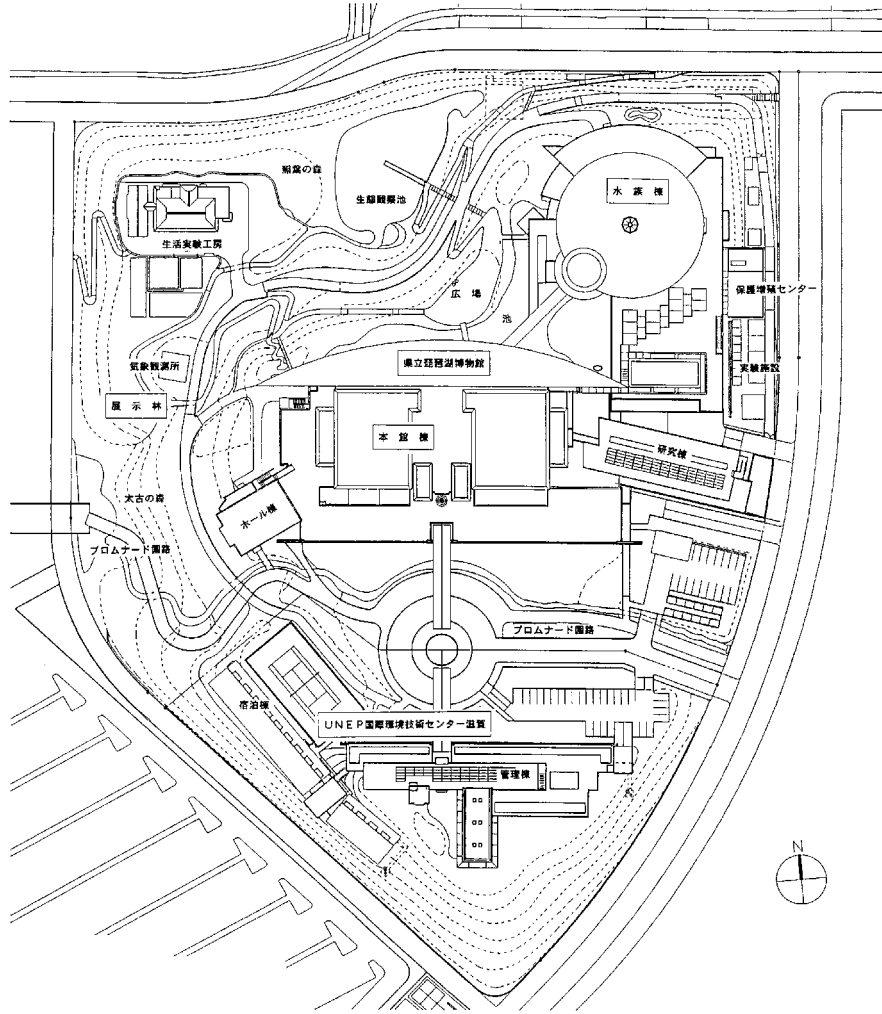 照葉の森
水族棟
生態観察池
生活実験工房
保護増殖センター
広場
池
県立琵琶湖博物館
気象観測所
実験施設
展示林
本館棟
研究棟
太古の森
ホール棟
プロムナード園路
プロムナード園路
宿泊棟
UNEP国際環境技術センター滋賀
管理棟
N